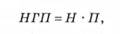 НГП = Н · П,